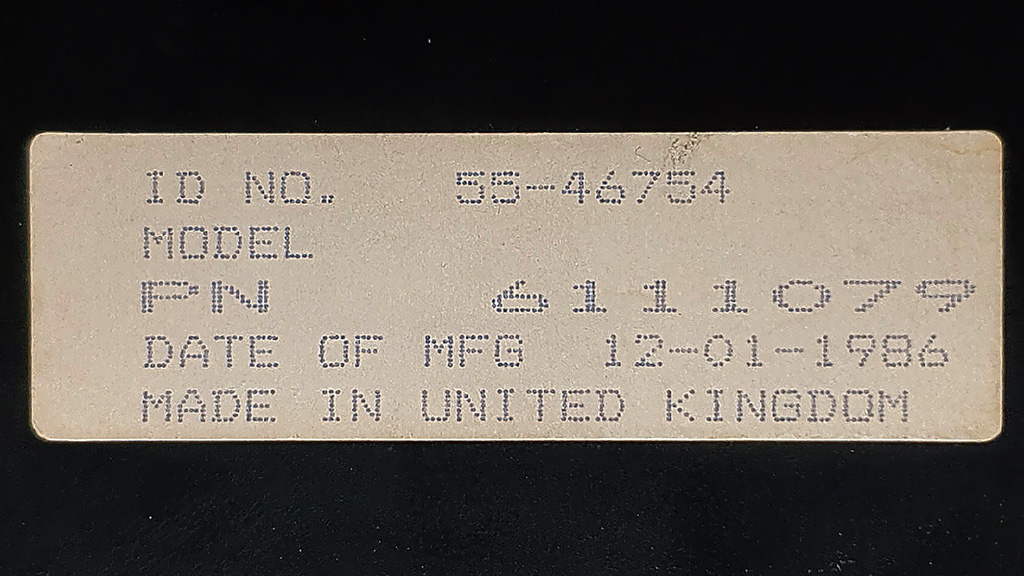 ID NO. 55-46754
MODEL
PN 6111079
DATE OF MFG 12-01-1986
MADE IN UNITED KINGDOM